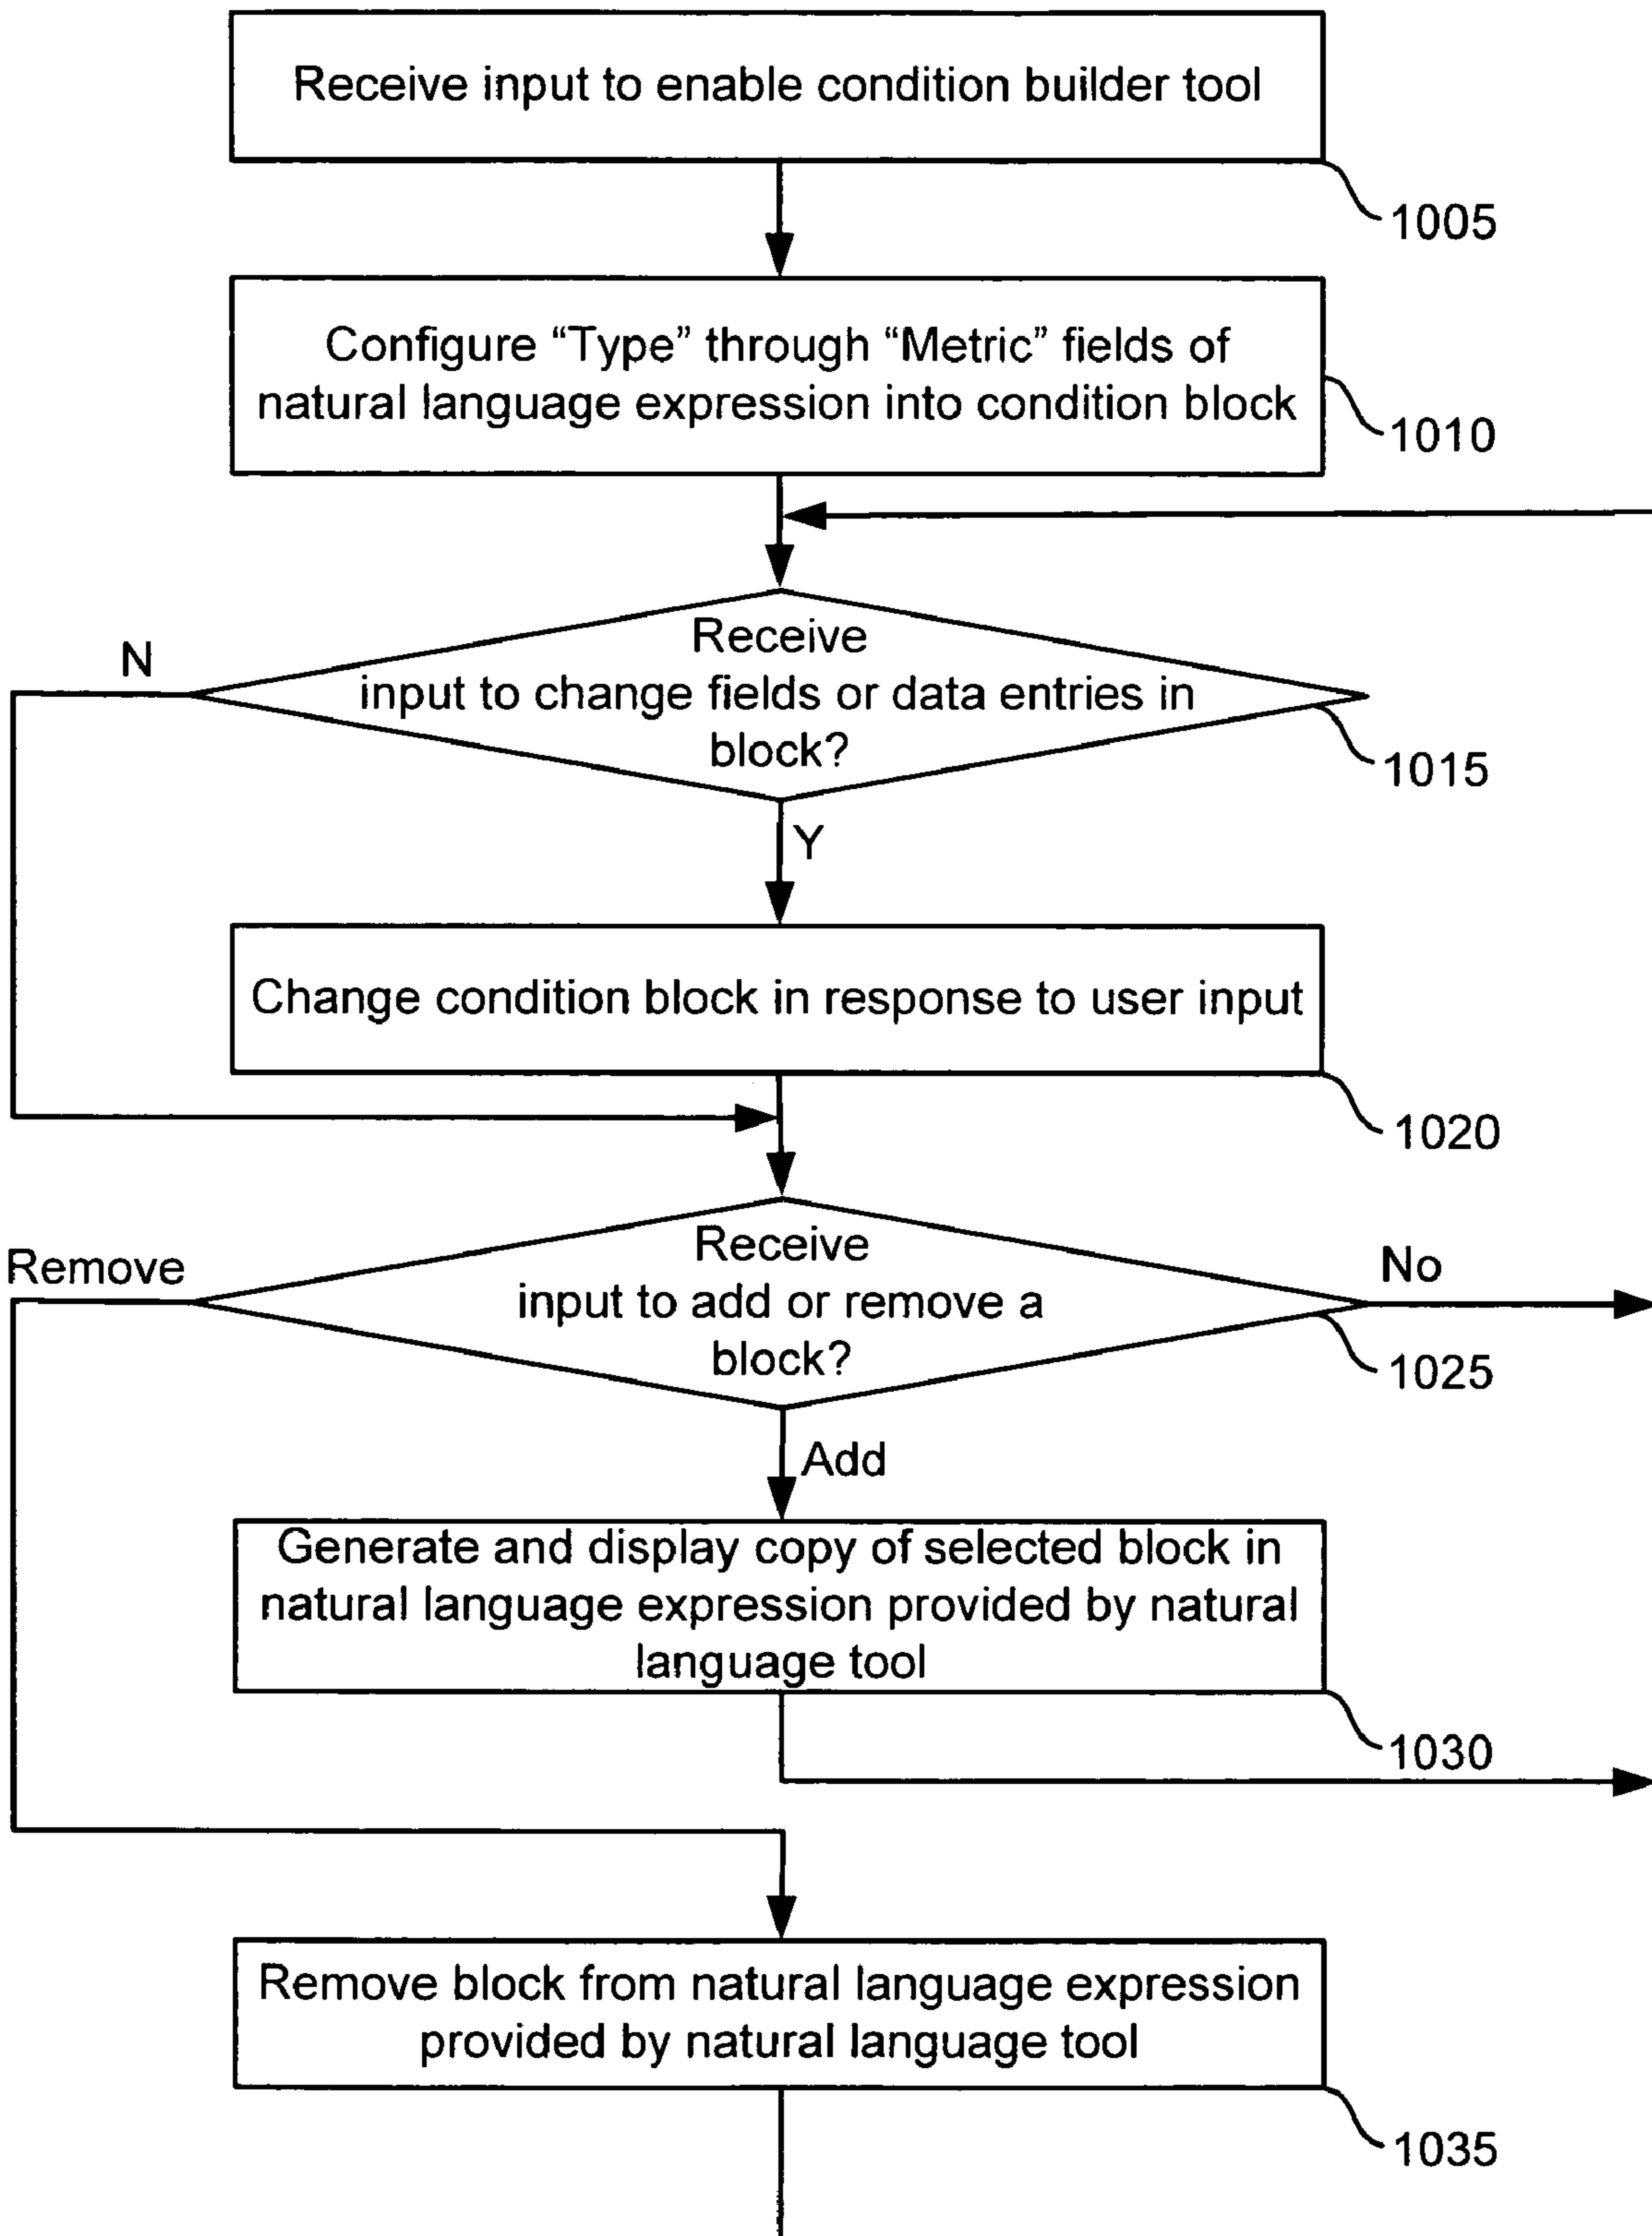 Receive input to enable condition builder tool
1005
Configure “Type” through “Metric” fields of
natural language expression into condition block
1010
Receive
input to change fields or data entries in
block?
N
1015
Y
Change condition block in response to user input
1020
Receive
input to add or remove a
block?
Remove
No
1025
Add
Generate and display copy of selected block in
natural language expression provided by natural
language tool
1030
Remove block from natural language expression
provided by natural language tool
1035